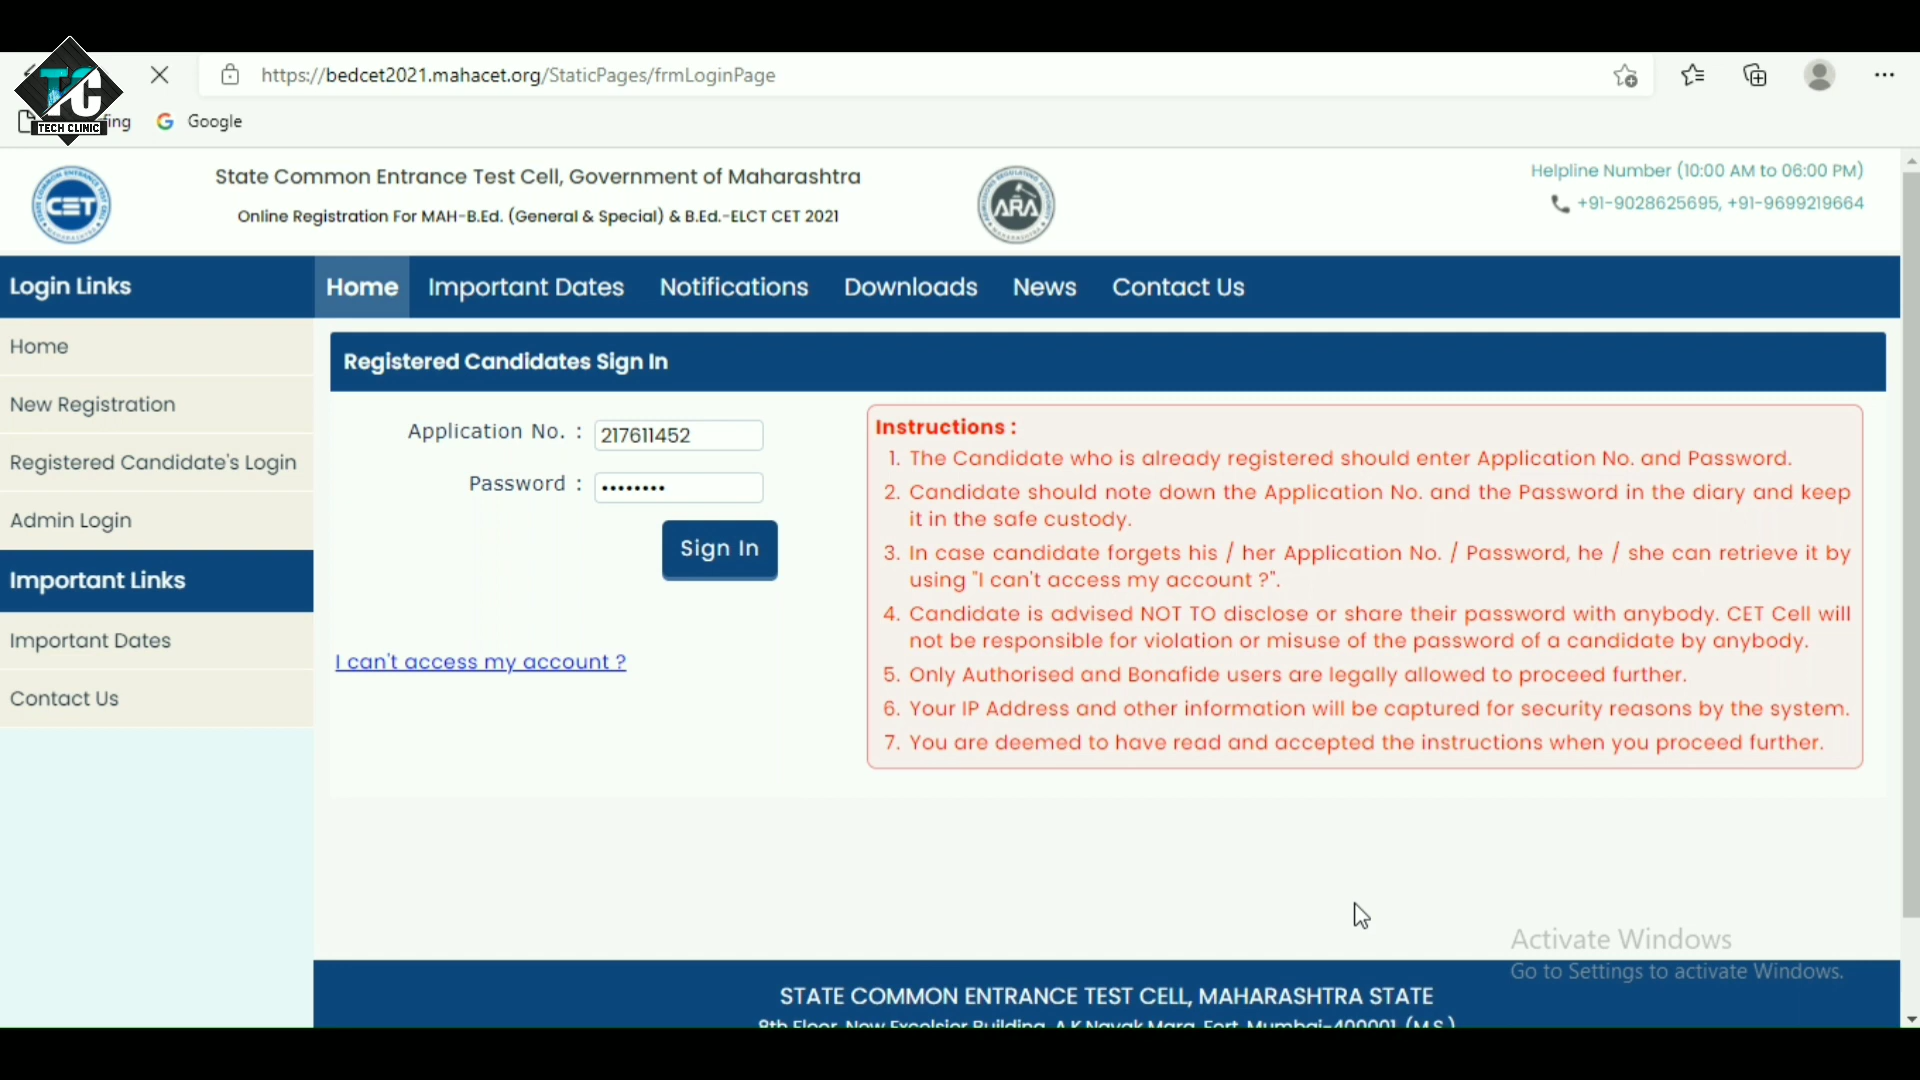 TC
TECH CLINIC
https://bedcet2021.mahacet.org/StaticPages/frmLoginPage
Google
CET
State Common Entrance Test Cell, Government of Maharashtra
Online Registration For MAH-B.Ed. (General & Special) & B.Ed.-ELCT CET 2021
ARA
Helpline Number (10:00 AM to 06:00 PM)
+91-9028625695, +91-9699219664
Login Links
Home Important Dates Notifications Downloads News Contact Us
Home
New Registration
Registered Candidate's Login
Admin Login
Important Links
Important Dates
Contact Us
Registered Candidates Sign In
Application No. : 217611452
Password : ••••••••
Sign In
I can't access my account ?
Instructions :
1. The Candidate who is already registered should enter Application No. and Password.
2. Candidate should note down the Application No. and the Password in the diary and keep
it in the safe custody.
3. In case candidate forgets his / her Application No. / Password, he / she can retrieve it by
using "I can't access my account ?".
4. Candidate is advised NOT TO disclose or share their password with anybody. CET Cell will
not be responsible for violation or misuse of the password of a candidate by anybody.
5. Only Authorised and Bonafide users are legally allowed to proceed further.
6. Your IP Address and other information will be captured for security reasons by the system.
7. You are deemed to have read and accepted the instructions when you proceed further.
Activate Windows
Go to Settings to activate Windows.
STATE COMMON ENTRANCE TEST CELL, MAHARASHTRA STATE
8th Floor, New Excelsior Building, A.K.Nayak Marg, Fort, Mumbai-400001. (M.S.)